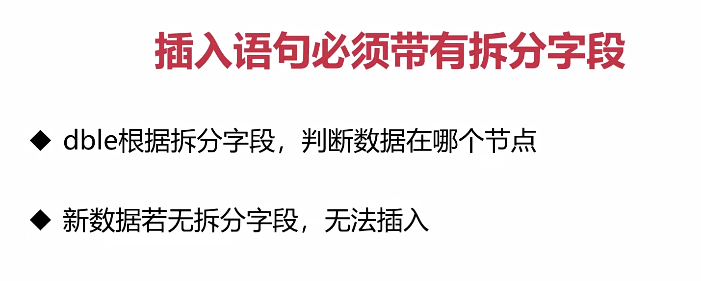 插入语句必须带有拆分字段
◆ dble根据拆分字段，判断数据在哪个节点
◆ 新数据若无拆分字段，无法插入